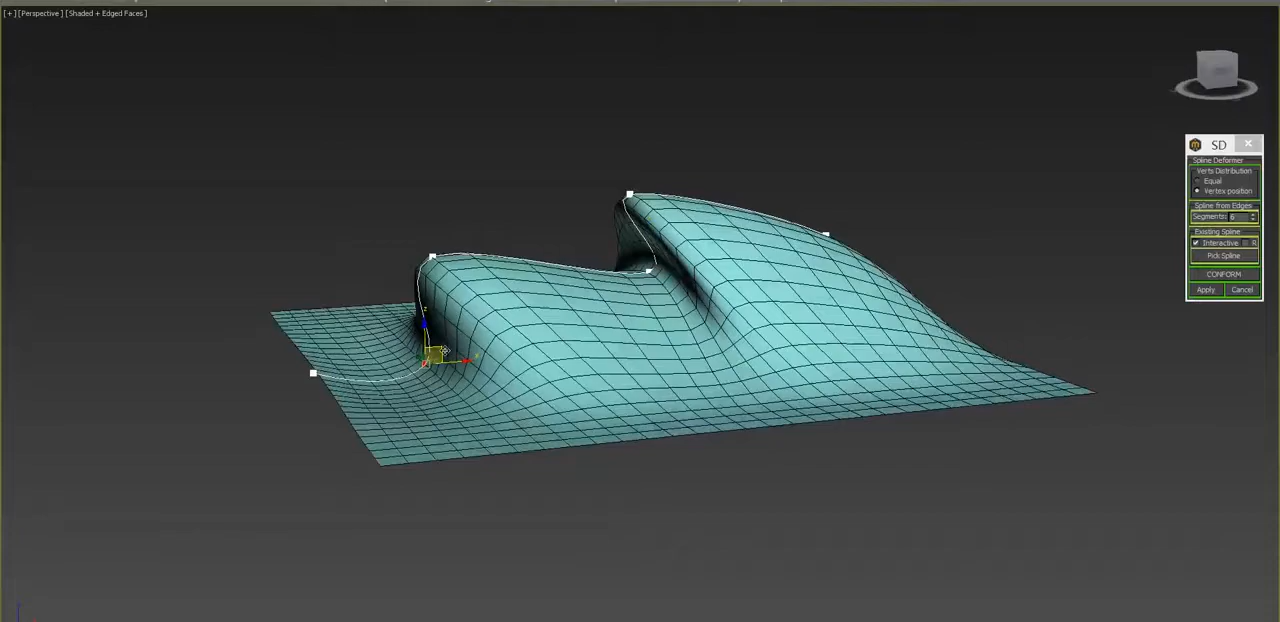 [+] [Perspective] [Shaded + Edged Faces]
SD
Spline Deformer
Verts Distribution
Equal
Vertex position
Spline from Edges
Segments: 6
Existing Spline
Interactive R
Pick Spline
CONFORM
Apply Cancel